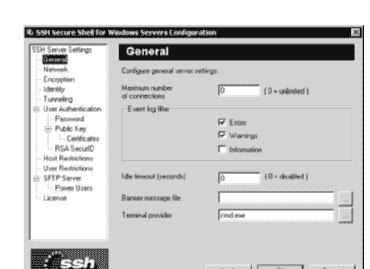 SSH Secure Shell for Windows Servers Configuration
SSH Server Settings
General
Network
Encryption
Identity
Tunneling
User Authentication
Password
Public Key
Certificates
RSA SecurID
Host Restrictions
User Restrictions
SFTP Server
Power Users
License
General
Configure general server settings.
Maximum number
of connections
0
( 0 = unlimited )
Event log filter
Errors
Warnings
Information
Idle timeout (seconds)
0
( 0 = disabled )
Banner message file
...
Terminal provider
cmd.exe
...
ssh